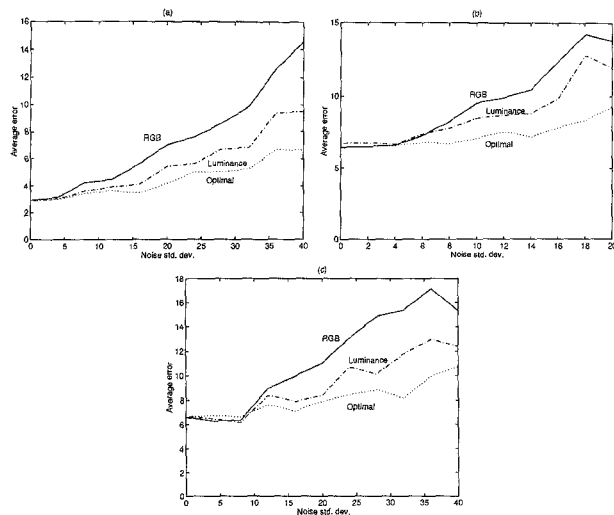 (a)
16
14
12
10
8
6
4
2
0
Average error
RGB
Luminance
Optimal
0 5 10 15 20 25 30 35 40
Noise std. dev.
(b)
15
10
5
0
Average error
RGB
Luminance
Optimal
0 2 4 6 8 10 12 14 16 18 20
Noise std. dev.
(c)
18
16
14
12
10
8
6
4
2
0
Average error
RGB
Luminance
Optimal
0 5 10 15 20 25 30 35 40
Noise std. dev.